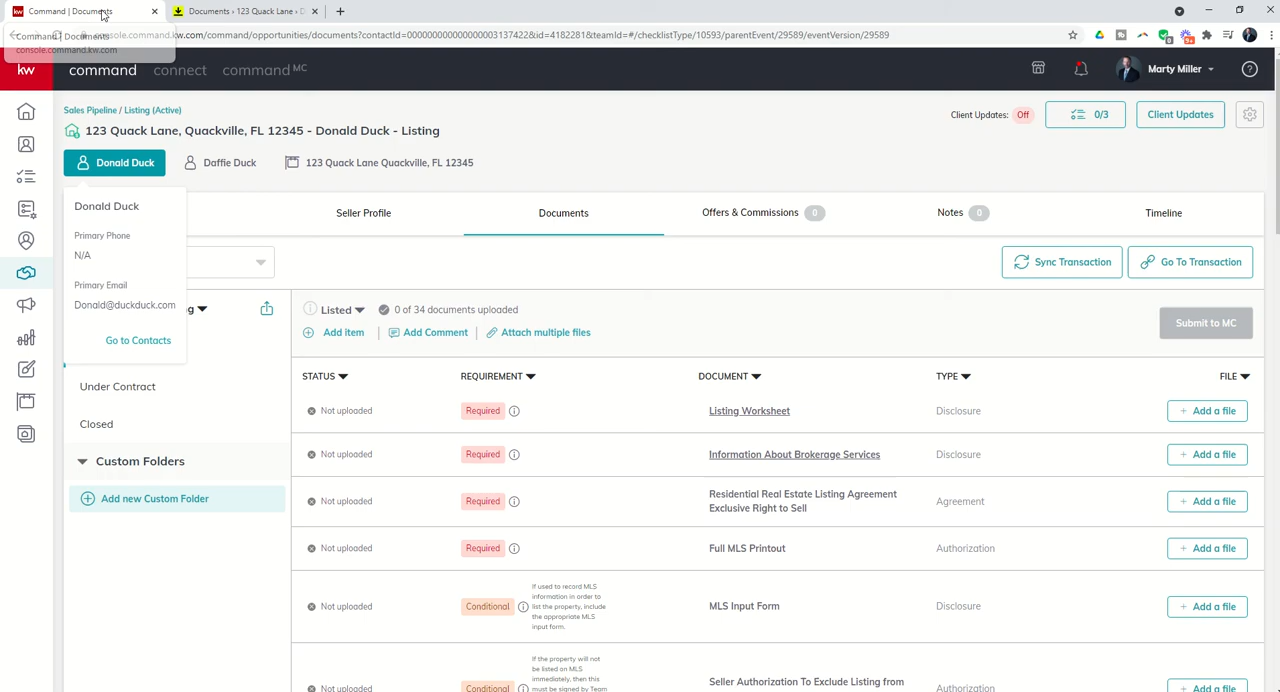 Command | Documents
Documents › 123 Quack Lane › D
Command | Documents
console.command.kw.com
console.command.kw.com/command/opportunities/documents?contactId=00000000000000003137422&id=4182281&teamId=#/checklistType/10593/parentEvent/29589/eventVersion/29589
kw
command
connect
command MC
Marty Miller
Sales Pipeline / Listing (Active)
123 Quack Lane, Quackville, FL 12345 - Donald Duck - Listing
Client Updates: Off
0/3
Client Updates
Donald Duck
Daffie Duck
123 Quack Lane Quackville, FL 12345
Donald Duck
Primary Phone
N/A
Primary Email
Donald@duckduck.com
Go to Contacts
Seller Profile
Documents
Offers & Commissions 0
Notes 0
Timeline
Sync Transaction
Go To Transaction
g
Under Contract
Closed
Custom Folders
Add new Custom Folder
Listed
0 of 34 documents uploaded
Add item
Add Comment
Attach multiple files
Submit to MC
STATUS REQUIREMENT DOCUMENT TYPE FILE
Not uploaded Required Listing Worksheet Disclosure + Add a file
Not uploaded Required Information About Brokerage Services Disclosure + Add a file
Not uploaded Required Residential Real Estate Listing Agreement
Exclusive Right to Sell Agreement + Add a file
Not uploaded Required Full MLS Printout Authorization + Add a file
Not uploaded Conditional
If used to record MLS
information in order to
list the property, include
the appropriate MLS
input form.
MLS Input Form Disclosure + Add a file
Not uploaded Conditional
If the property will not
be listed on MLS
immediately, then this
must be signed by Team
Seller Authorization To Exclude Listing from
Authorization + Add a file